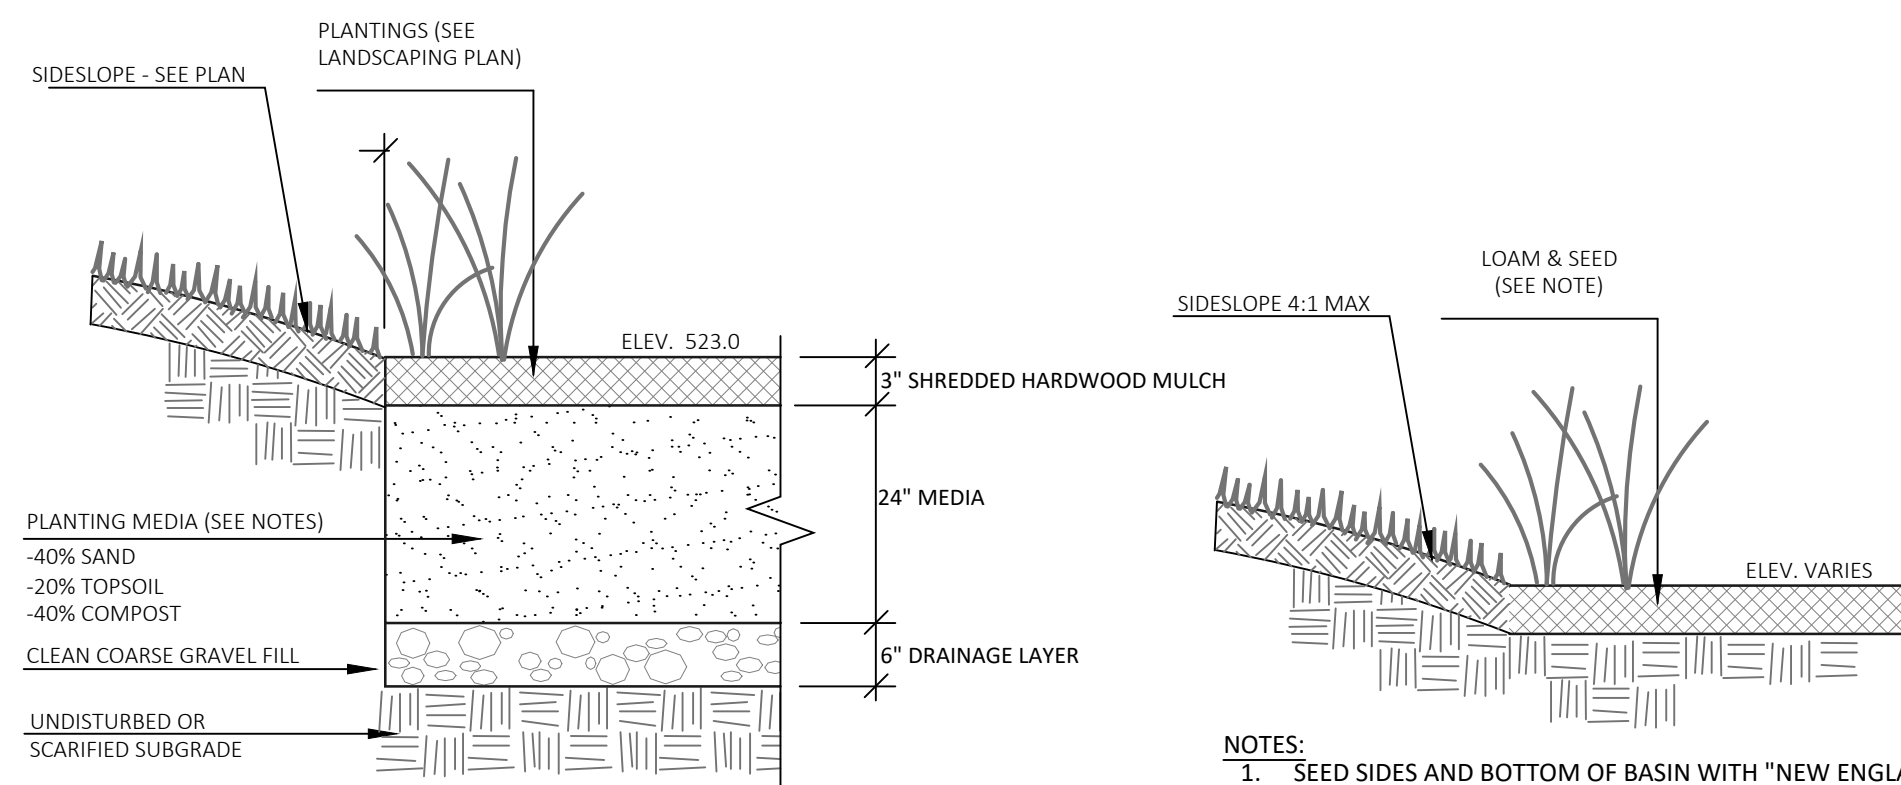 PLANTINGS (SEE
LANDSCAPING PLAN)
SIDESLOPE - SEE PLAN
ELEV. 523.0
3" SHREDDED HARDWOOD MULCH
24" MEDIA
PLANTING MEDIA (SEE NOTES)
-40% SAND
-20% TOPSOIL
-40% COMPOST
CLEAN COARSE GRAVEL FILL
6" DRAINAGE LAYER
UNDISTURBED OR
SCARIFIED SUBGRADE
LOAM & SEED
(SEE NOTE)
SIDESLOPE 4:1 MAX
ELEV. VARIES
NOTES:
1. SEED SIDES AND BOTTOM OF BASIN WITH "NEW